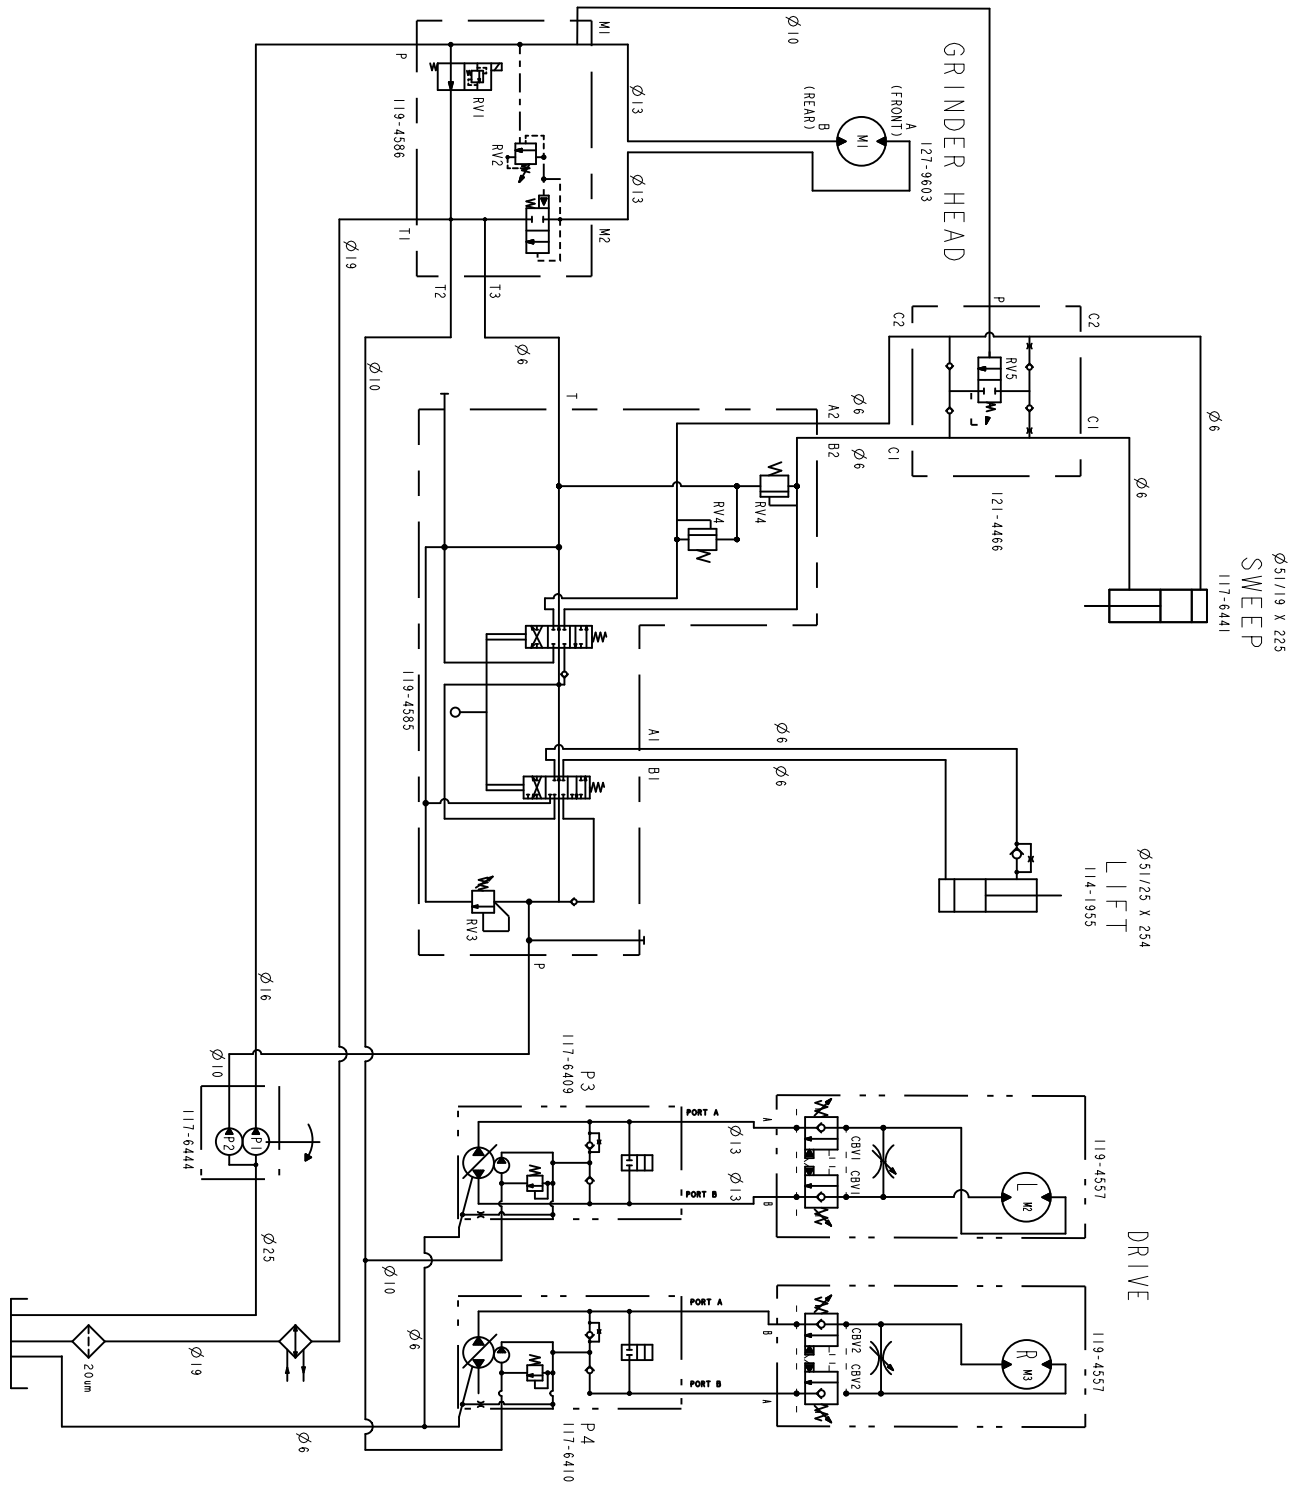 M1
Ø10
GRINDER HEAD
P
RV1
119-4586
RV2
Ø13
Ø13
(FRONT)
A
B
(REAR)
M1
127-9603
T1
M2
Ø19
T2
T3
Ø10
Ø6
P
C2
C2
RV5
C1
C1
121-4466
Ø6
Ø6
Ø6
Ø6
A2
B2
T
RV4
RV4
Ø51/19 X 225
SWEEP
117-6441
119-4585
A1
B1
Ø6
Ø6
Ø51/25 X 254
LIFT
114-1955
RV3
P
Ø16
Ø10
117-6444
P2
P1
Ø25
P3
117-6409
PORT A
PORT B
A
B
Ø13
Ø13
CBV1
CBV1
L
M2
119-4557
DRIVE
Ø10
Ø6
P4
117-6410
PORT A
PORT B
B
A
CBV2
CBV2
R
M3
119-4557
20um
Ø19
Ø6